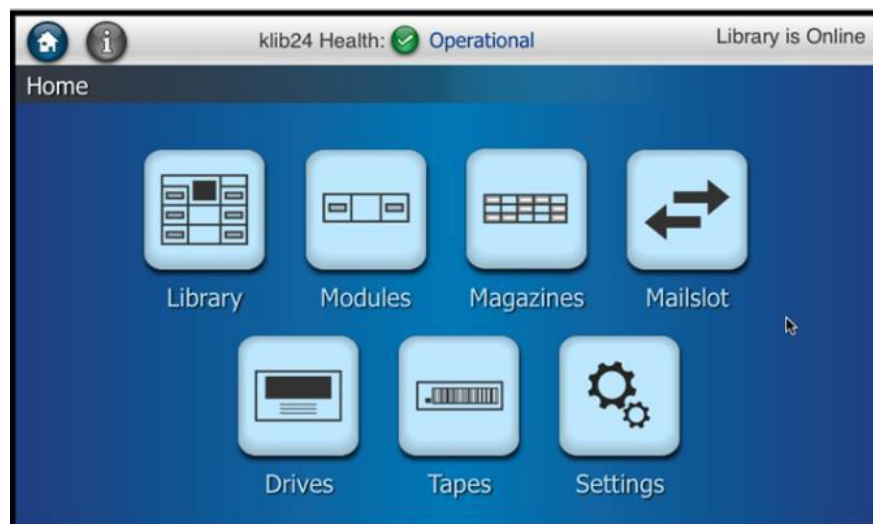 klib24 Health: Operational Library is Online
Home
Library Modules Magazines Mailslot
Drives Tapes Settings